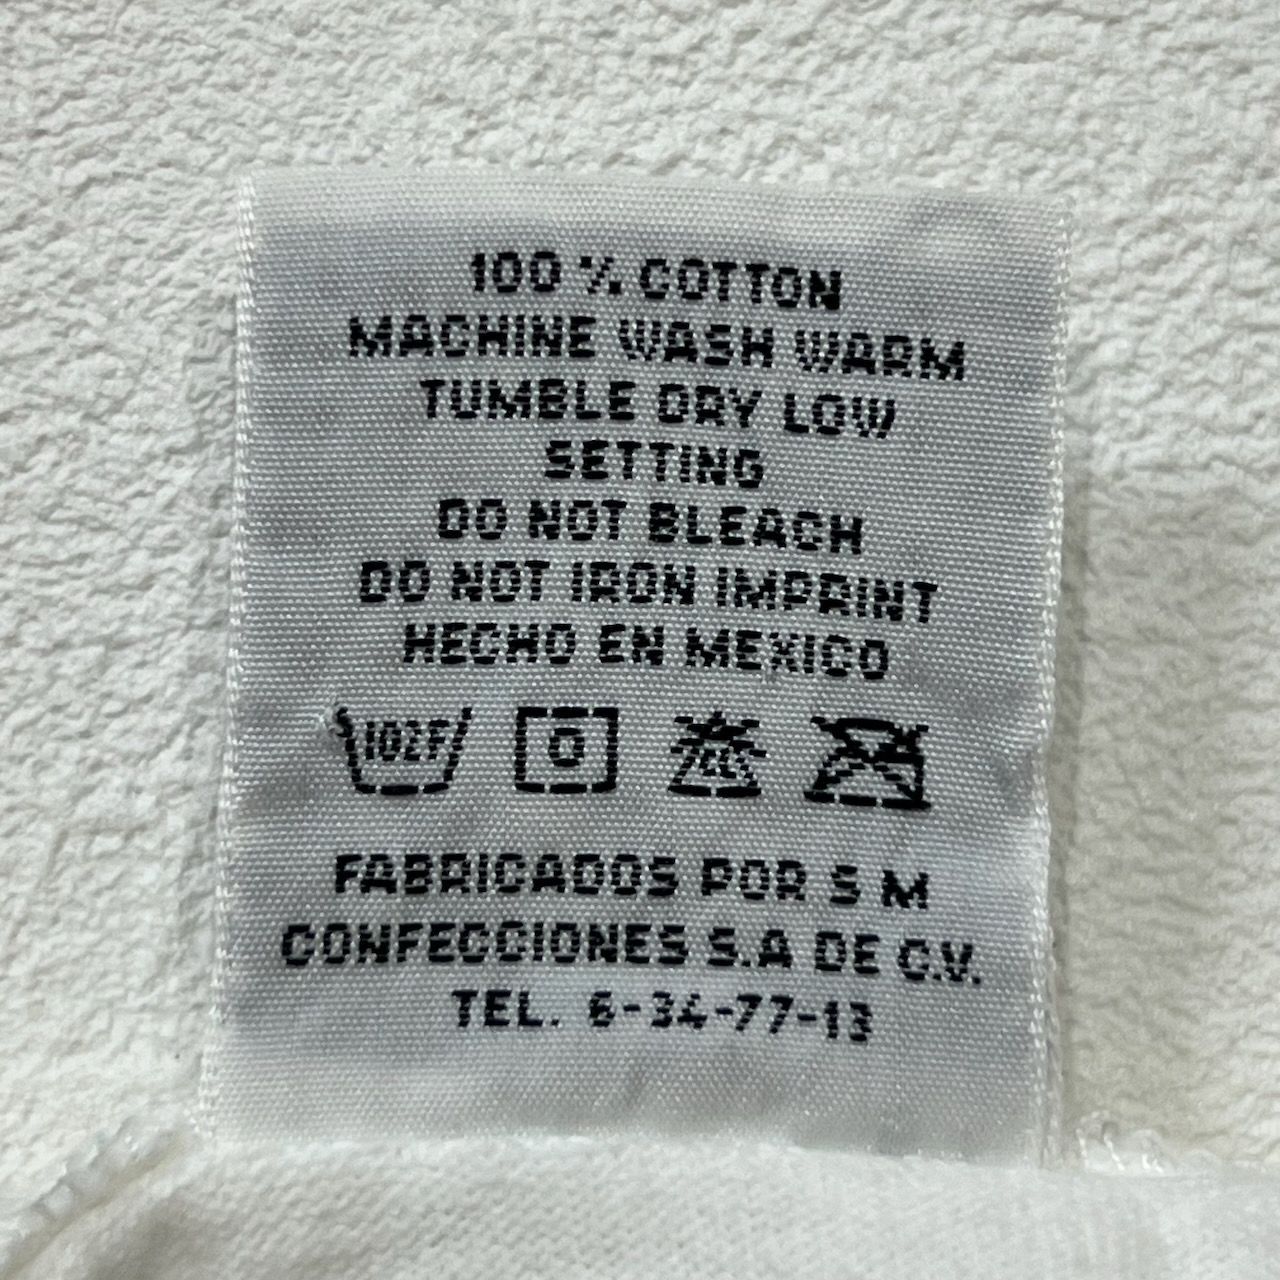 100 % COTTON
MACHINE WASH WARM
TUMBLE DRY LOW
SETTING
DO NOT BLEACH
DO NOT IRON IMPRINT
HECHO EN MEXICO
102F O CL
FABRICADOS POR S M
CONFECCIONES S.A DE C.V.
TEL. 6-34-77-13